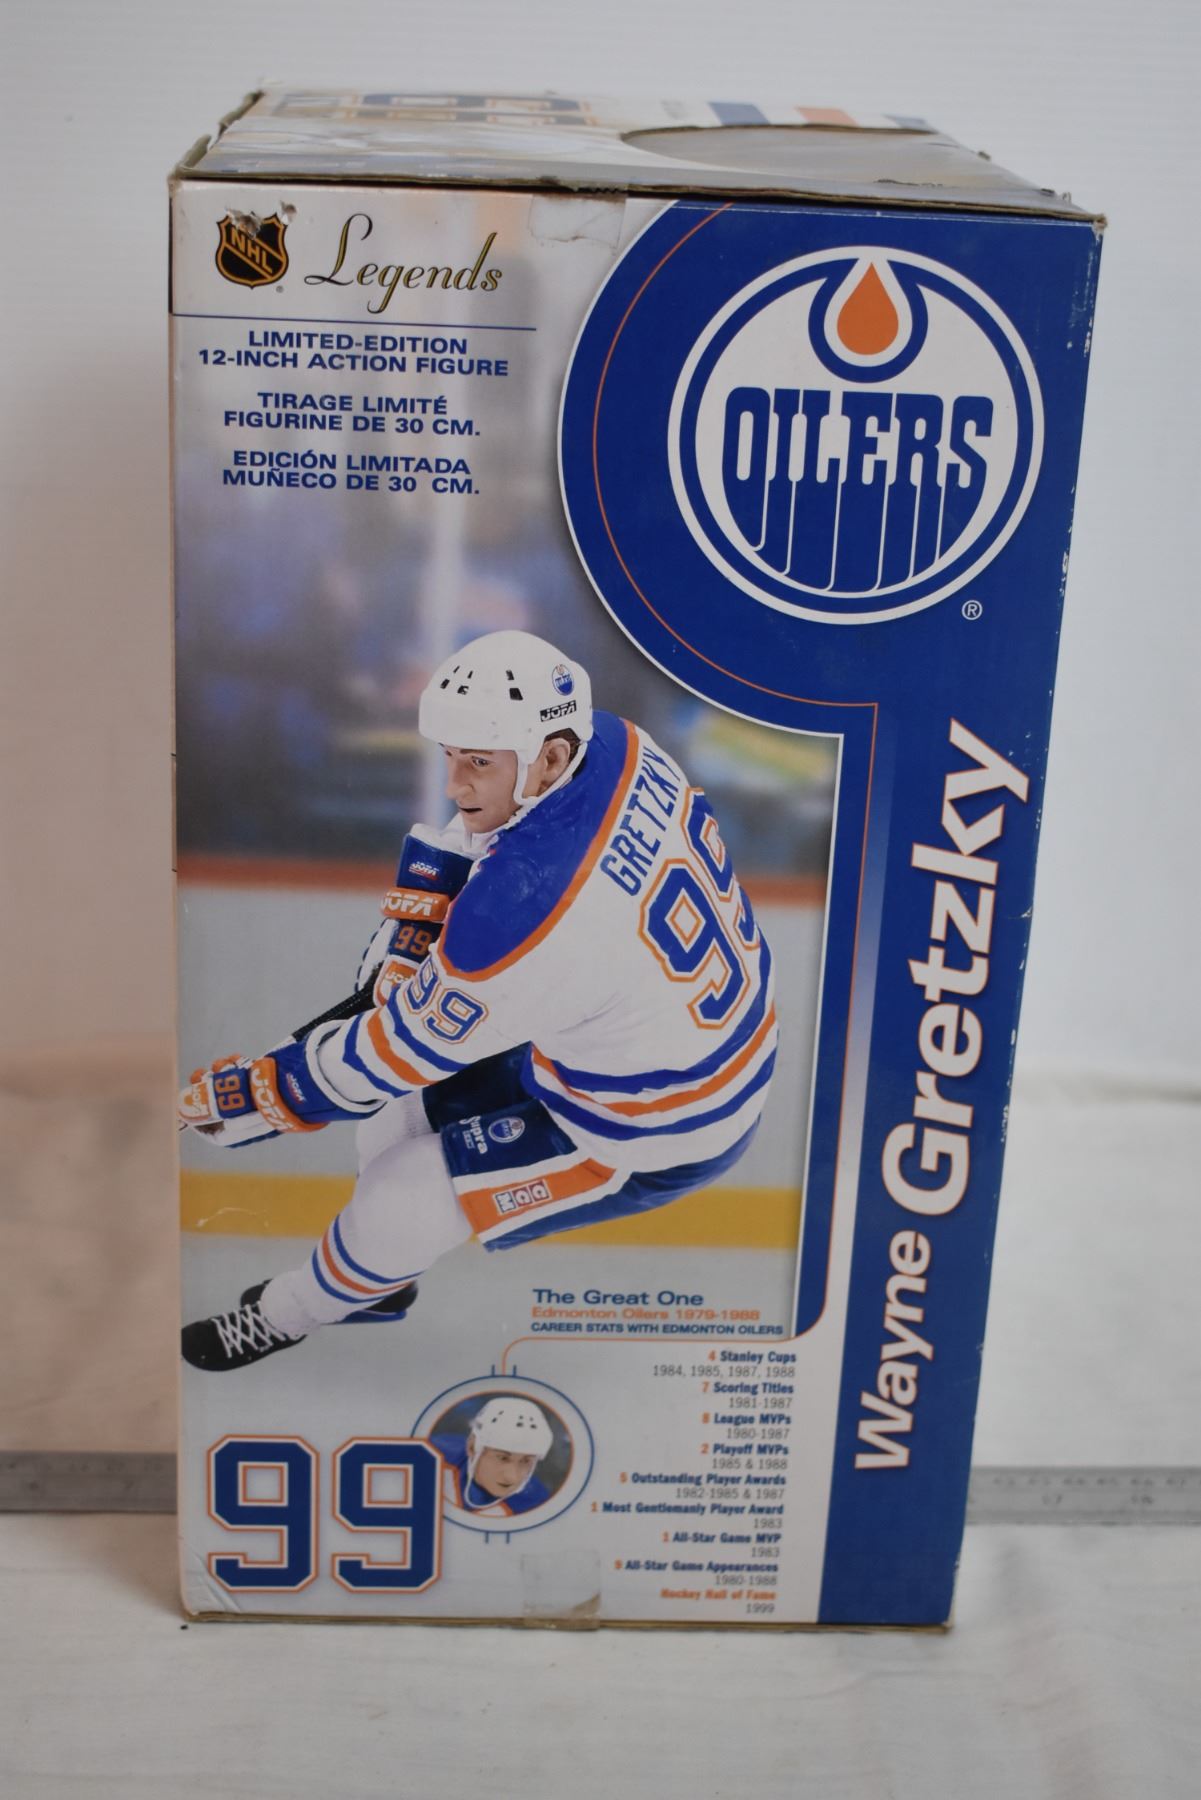 NHL
Legends
LIMITED-EDITION
12-INCH ACTION FIGURE
TIRAGE LIMITÉ
FIGURINE DE 30 CM.
EDICIÓN LIMITADA
MUÑECO DE 30 CM.
OILERS
®
JOFA
GRETZKY
99
JOFA
JOFA
99
99
99
JOFA
JOFA
Supra
CCM
Wayne Gretzky
The Great One
Edmonton Oilers 1979-1988
CAREER STATS WITH EDMONTON OILERS
4 Stanley Cups
1984, 1985, 1987, 1988
7 Scoring Titles
1981-1987
8 League MVPs
1980-1987
2 Playoff MVPs
1985 & 1988
5 Outstanding Player Awards
1982-1985 & 1987
1 Most Gentlemanly Player Award
1983
1 All-Star Game MVP
1983
9 All-Star Game Appearances
1980-1988
Hockey Hall of Fame
1999
99